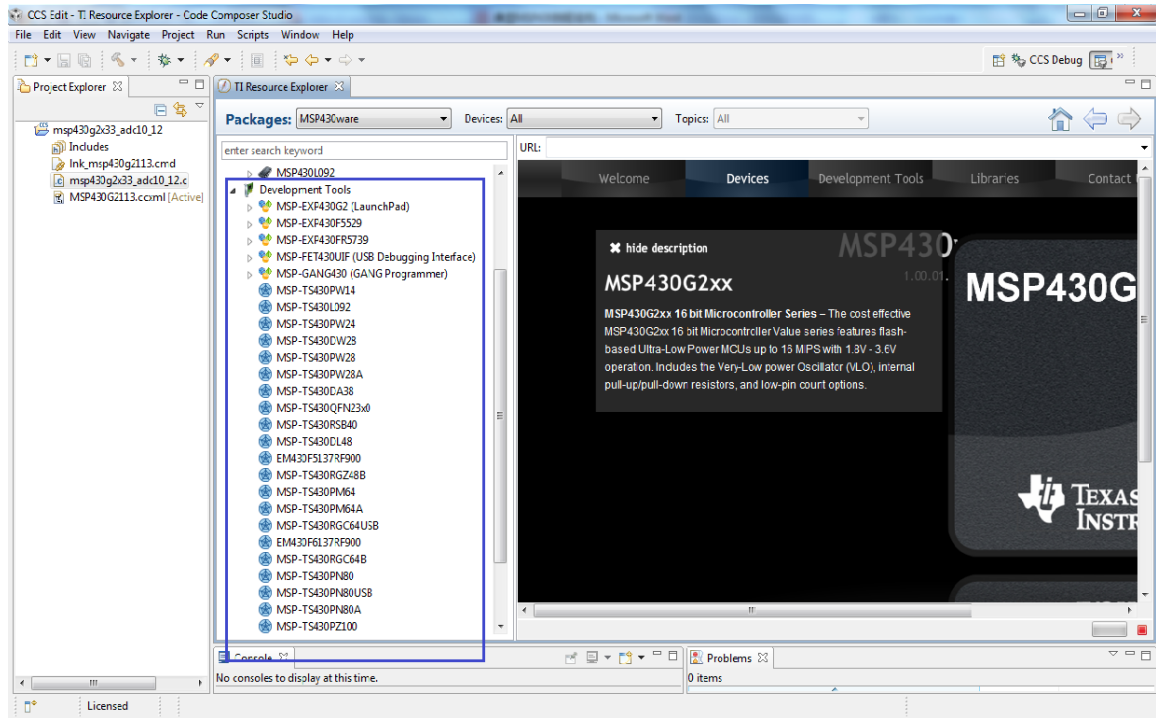 CCS Edit - TI Resource Explorer - Code Composer Studio
File Edit View Navigate Project Run Scripts Window Help
CCS Debug
Project Explorer
TI Resource Explorer
msp430g2x33_adc10_12
Includes
lnk_msp430g2113.cmd
msp430g2x33_adc10_12.c
MSP430G2113.ccxml [Active]
Packages: MSP430ware Devices: All Topics: All
enter search keyword
MSP430L092
Development Tools
MSP-EXP430G2 (LaunchPad)
MSP-EXP430F5529
MSP-EXP430FR5739
MSP-FET430UIF (USB Debugging Interface)
MSP-GANG430 (GANG Programmer)
MSP-TS430PW14
MSP-TS430L092
MSP-TS430PW24
MSP-TS430DW28
MSP-TS430PW28
MSP-TS430PW28A
MSP-TS430DA38
MSP-TS430QFN23x0
MSP-TS430RSB40
MSP-TS430DL48
EM430F5137RF900
MSP-TS430RGZ48B
MSP-TS430PM64
MSP-TS430PM64A
MSP-TS430RGC64USB
EM430F6137RF900
MSP-TS430RGC64B
MSP-TS430PN80
MSP-TS430PN80USB
MSP-TS430PN80A
MSP-TS430PZ100
URL:
Welcome Devices Development Tools Libraries Contact
hide description
MSP430
1.00.01.
MSP430G2xx
MSP430G2xx 16 bit Microcontroller Series – The cost effective
MSP430G2xx 16 bit Microcontroller Value series features flash-
based Ultra-Low Power MCUs up to 16 MIPS with 1.8V - 3.6V
operation. Includes the Very-Low power Oscillator (VLO), internal
pull-up/pull-down resistors, and low-pin count options.
MSP430G
TEXAS
INSTR
Console
No consoles to display at this time.
Problems
0 items
Licensed